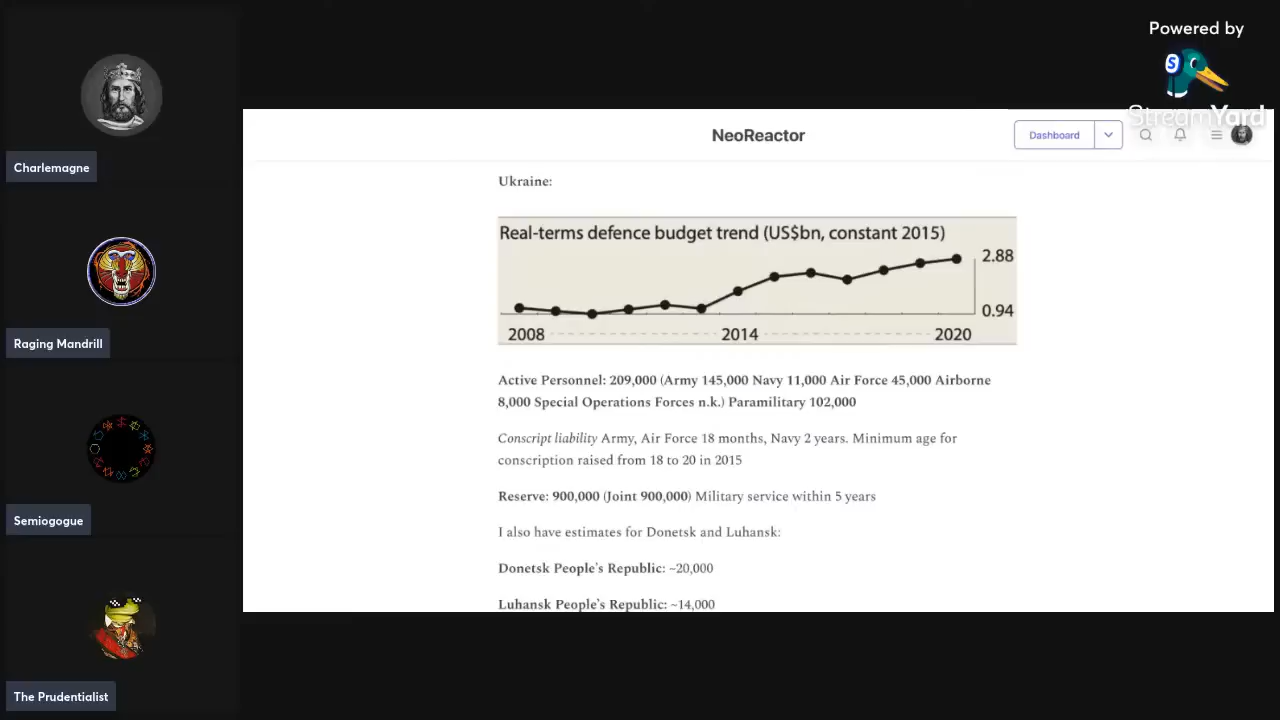 Powered by
StreamYard
Charlemagne
Raging Mandrill
Semiogogue
The Prudentialist
NeoReactor
Dashboard
Ukraine:
Real-terms defence budget trend (US$bn, constant 2015)
2.88
0.94
2008
2014
2020
Active Personnel: 209,000 (Army 145,000 Navy 11,000 Air Force 45,000 Airborne
8,000 Special Operations Forces n.k.) Paramilitary 102,000
Conscript liability Army, Air Force 18 months, Navy 2 years. Minimum age for
conscription raised from 18 to 20 in 2015
Reserve: 900,000 (Joint 900,000) Military service within 5 years
I also have estimates for Donetsk and Luhansk:
Donetsk People's Republic: ~20,000
Luhansk People's Republic: ~14,000